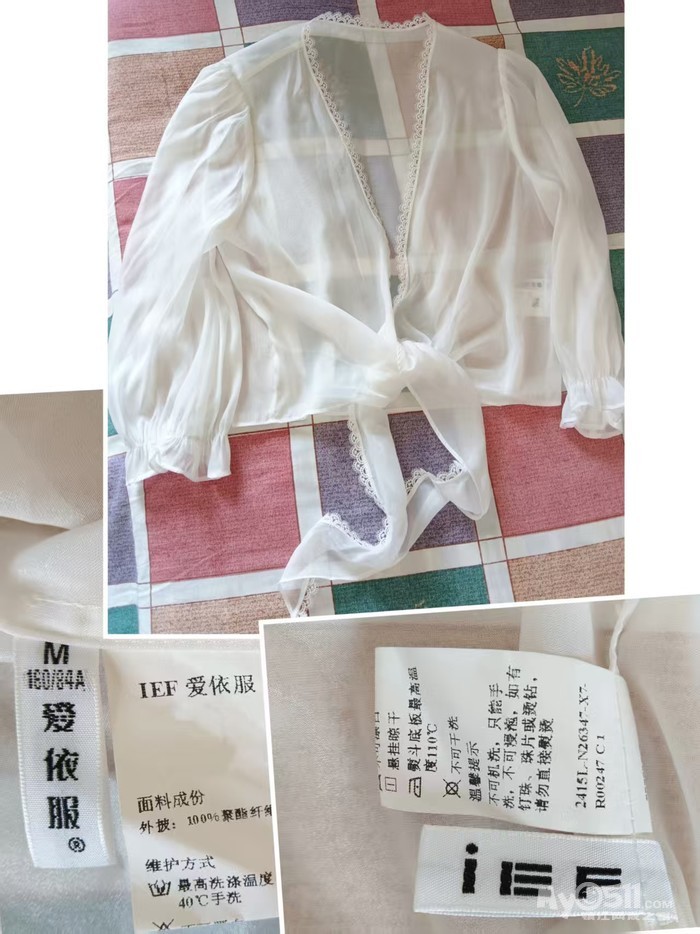 M
160/84A
爱依服®
IEF 爱依服
面料成份
外披：100%聚酯纤维
维护方式
最高洗涤温度
40℃手洗
悬挂晾干
熨斗底板最高温
度110℃
不可干洗
温馨提示
不可机洗，只能手
洗，不可浸泡，如有
钉珠、珠片或烫钻，
请勿直接熨烫
2415L-N26347-X7-
R00247 C1